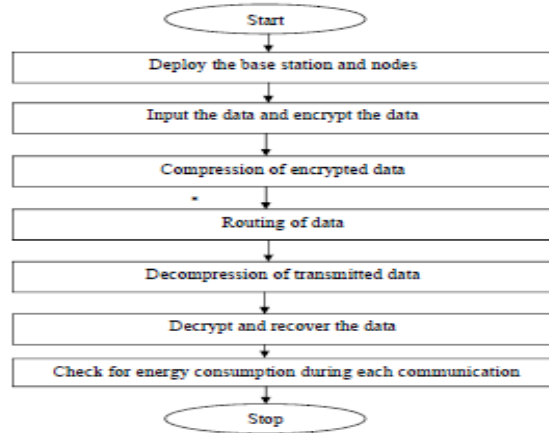 Start
Deploy the base station and nodes
Input the data and encrypt the data
Compression of encrypted data
Routing of data
Decompression of transmitted data
Decrypt and recover the data
Check for energy consumption during each communication
Stop